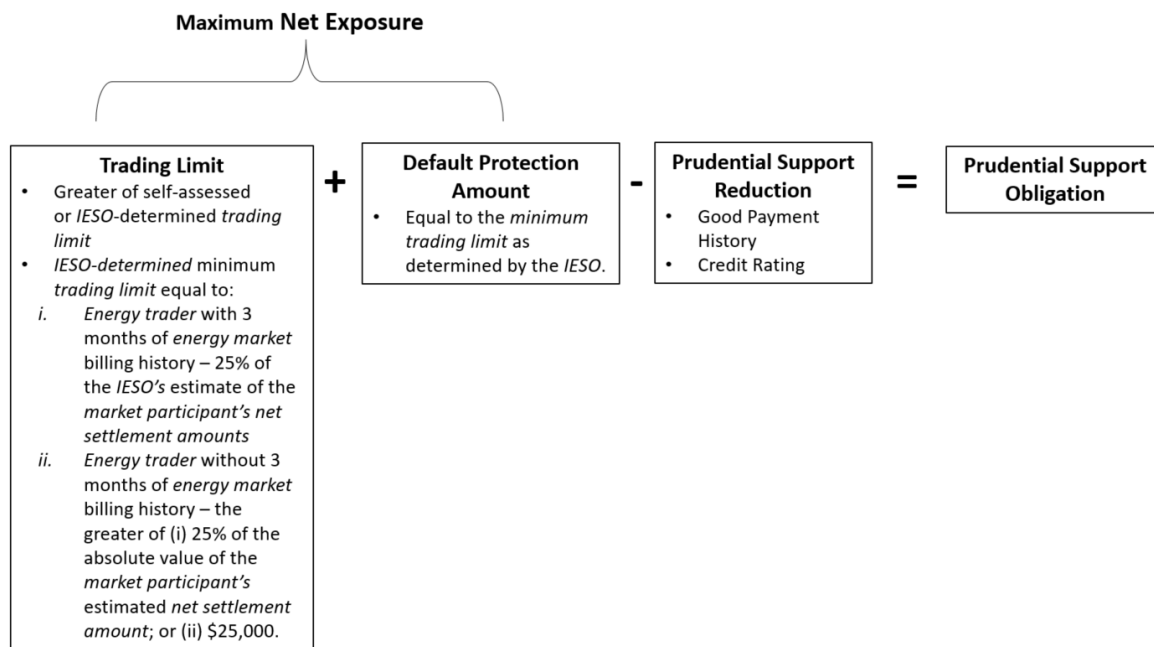 Maximum Net Exposure
Trading Limit
• Greater of self-assessed
or IESO-determined trading
limit
• IESO-determined minimum
trading limit equal to:
i. Energy trader with 3
months of energy market
billing history – 25% of
the IESO's estimate of the
market participant's net
settlement amounts
ii. Energy trader without 3
months of energy market
billing history – the
greater of (i) 25% of the
absolute value of the
market participant's
estimated net settlement
amount; or (ii) $25,000.
+
Default Protection
Amount
• Equal to the minimum
trading limit as
determined by the IESO.
-
Prudential Support
Reduction
• Good Payment
History
• Credit Rating
=
Prudential Support
Obligation